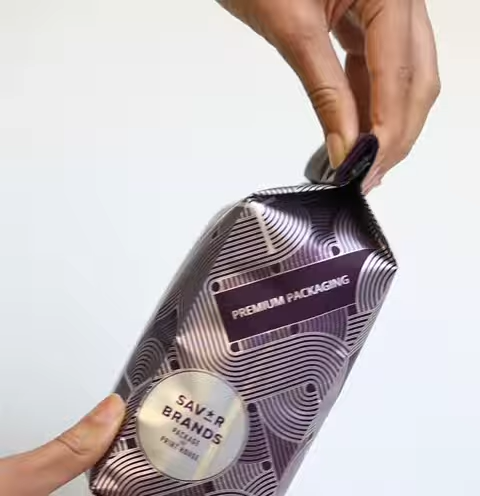 PREMIUM PACKAGING
SAV★R
BRANDS
PACKAGE
PRINT HOUSE